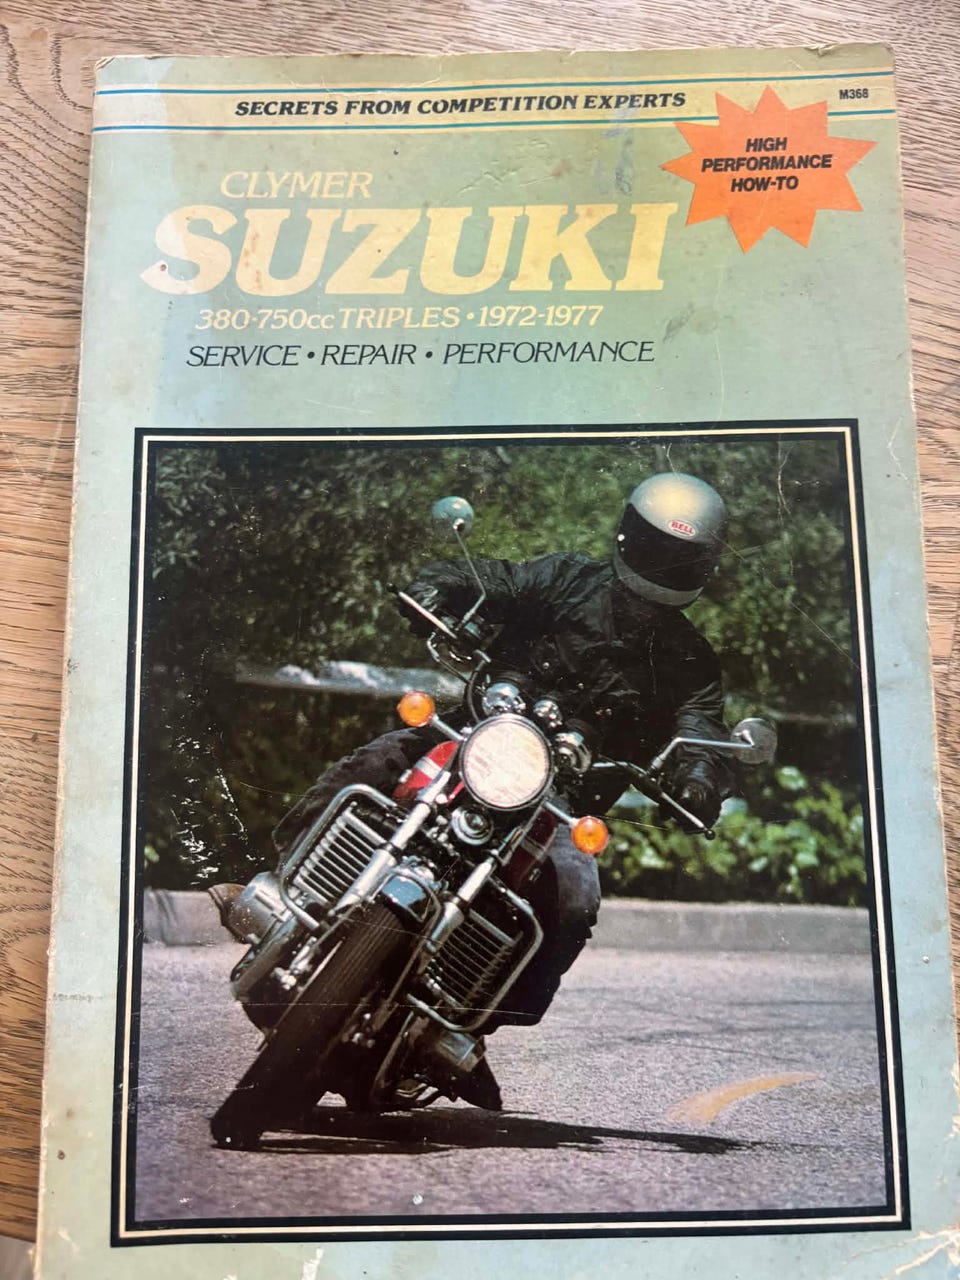 SECRETS FROM COMPETITION EXPERTS
M368
HIGH
PERFORMANCE
HOW-TO
CLYMER
SUZUKI
380-750cc TRIPLES • 1972-1977
SERVICE • REPAIR • PERFORMANCE
BELL